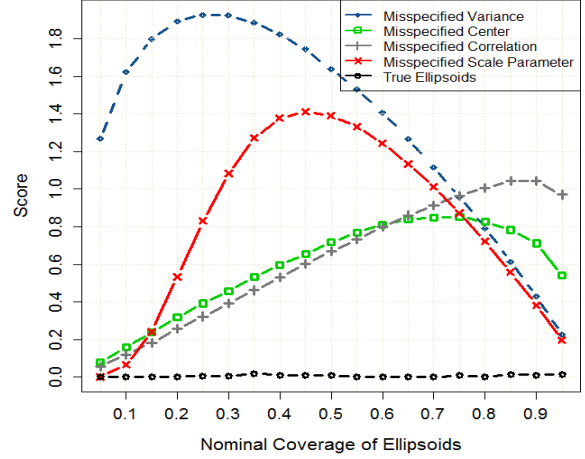 Misspecified Variance
Misspecified Center
Misspecified Correlation
Misspecified Scale Parameter
True Ellipsoids
Score
1.8
1.6
1.4
1.2
1.0
0.8
0.6
0.4
0.2
0.0
0.1 0.2 0.3 0.4 0.5 0.6 0.7 0.8 0.9
Nominal Coverage of Ellipsoids